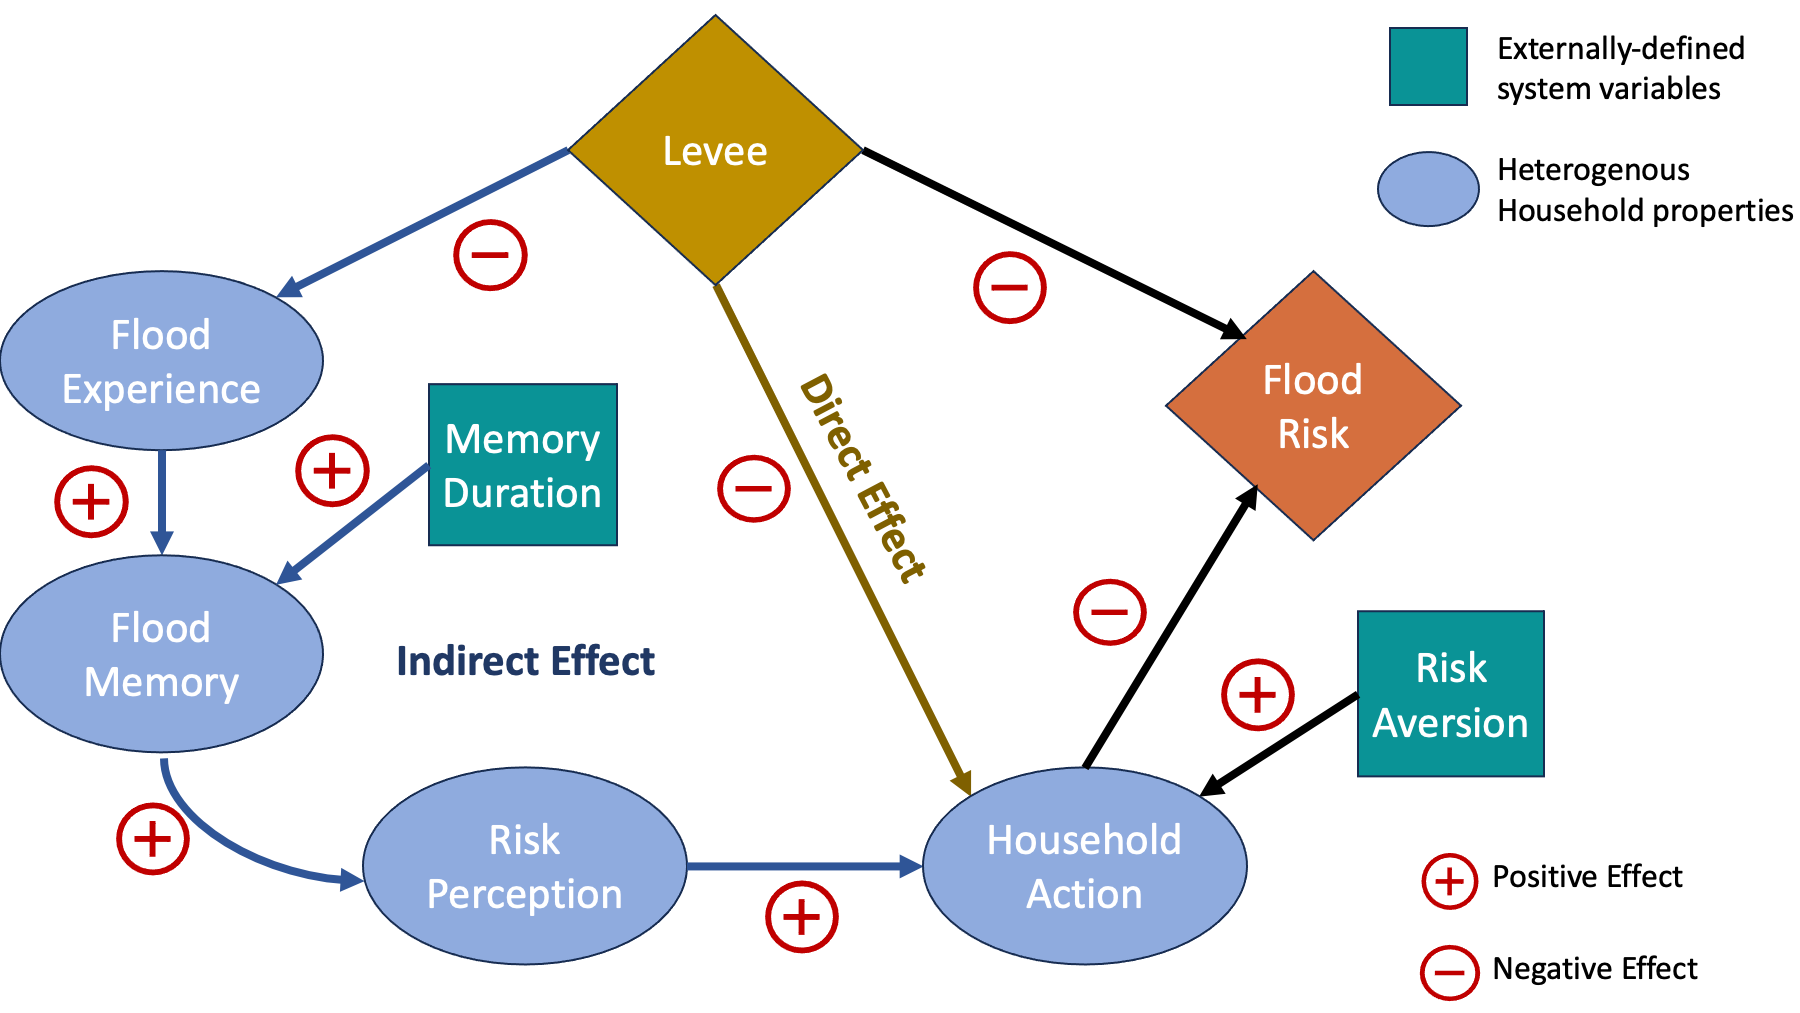 Levee
Externally-defined
system variables
Heterogenous
Household properties
Flood
Experience
Memory
Duration
Direct Effect
Flood
Risk
Flood
Memory
Indirect Effect
Risk
Aversion
Risk
Perception
Household
Action
Positive Effect
Negative Effect